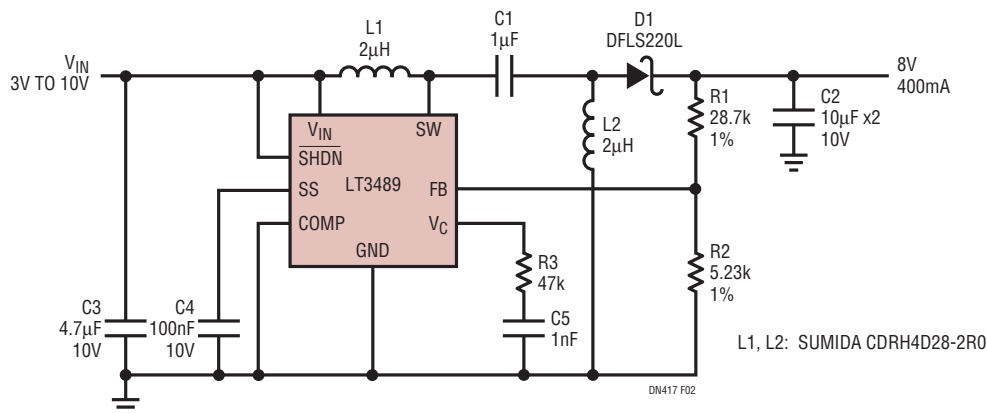 L1
2µH
C1
1µF
D1
DFLS220L
VIN
3V TO 10V
8V
400mA
VIN
SW
SHDN
SS
LT3489
FB
COMP
VC
GND
L2
2µH
R1
28.7k
1%
C2
10µF x2
10V
R2
5.23k
1%
R3
47k
C3
4.7µF
10V
C4
100nF
10V
C5
1nF
L1, L2: SUMIDA CDRH4D28-2R0
DN417 F02